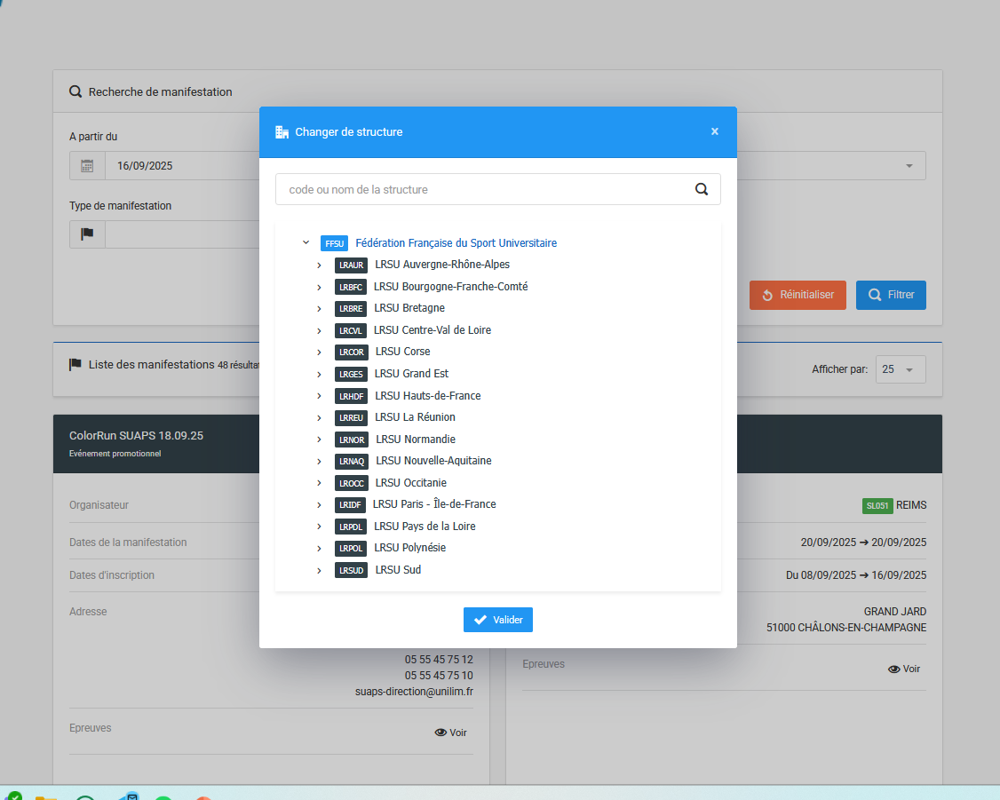 Recherche de manifestation
A partir du
16/09/2025
Type de manifestation
Réinitialiser
Filtrer
Liste des manifestations 48 résultat
Afficher par:
25
Changer de structure
×
code ou nom de la structure
FFSU Fédération Française du Sport Universitaire
LRAUR LRSU Auvergne-Rhône-Alpes
LRBFC LRSU Bourgogne-Franche-Comté
LRBRE LRSU Bretagne
LRCVL LRSU Centre-Val de Loire
LRCOR LRSU Corse
LRGES LRSU Grand Est
LRHDF LRSU Hauts-de-France
LRREU LRSU La Réunion
LRNOR LRSU Normandie
LRNAQ LRSU Nouvelle-Aquitaine
LROCC LRSU Occitanie
LRIDF LRSU Paris - Île-de-France
LRPDL LRSU Pays de la Loire
LRPOL LRSU Polynésie
LRSUD LRSU Sud
Valider
ColorRun SUAPS 18.09.25
Evénement promotionnel
Organisateur
Dates de la manifestation
Dates d'inscription
Adresse
05 55 45 75 12
05 55 45 75 10
suaps-direction@unilim.fr
Epreuves
Voir
SL051 REIMS
20/09/2025 ➔ 20/09/2025
Du 08/09/2025 ➔ 16/09/2025
GRAND JARD
51000 CHÂLONS-EN-CHAMPAGNE
Epreuves
Voir